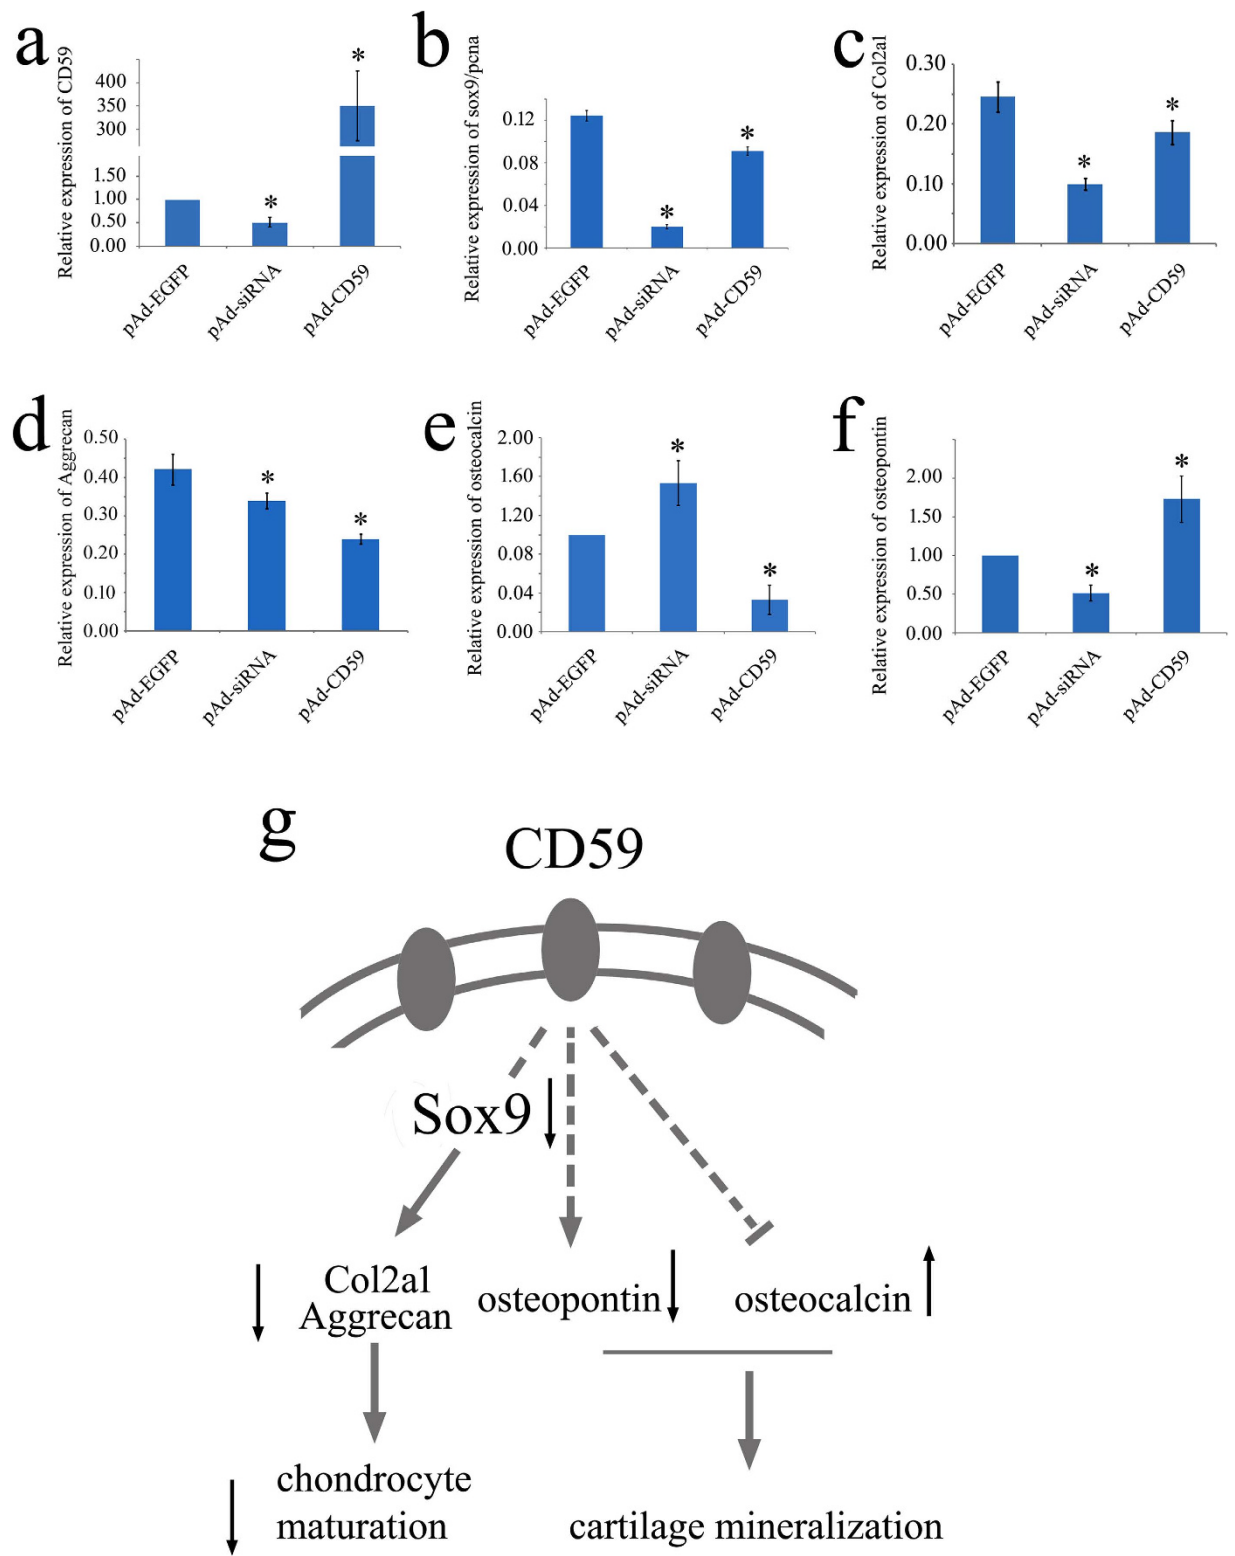 a
Relative expression of CD59
400
350
300
1.50
1.00
0.50
0.00
*
*
pAd-EGFP
pAd-siRNA
pAd-CD59
b
Relative expression of sox9/pcna
0.12
0.08
0.04
0.00
*
*
pAd-EGFP
pAd-siRNA
pAd-CD59
c
Relative expression of Col2al
0.30
0.20
0.10
0.00
*
*
pAd-EGFP
pAd-siRNA
pAd-CD59
d
Relative expression of Aggrecan
0.50
0.40
0.30
0.20
0.10
0.00
*
*
pAd-EGFP
pAd-siRNA
pAd-CD59
e
Relative expression of osteocalcin
2.00
1.60
1.20
0.08
0.04
0.00
*
*
pAd-EGFP
pAd-siRNA
pAd-CD59
f
Relative expression of osteopontin
2.00
1.50
1.00
0.50
0.00
*
*
pAd-EGFP
pAd-siRNA
pAd-CD59
g
CD59
Sox9
Col2al
Aggrecan
osteopontin
osteocalcin
chondrocyte
maturation
cartilage mineralization